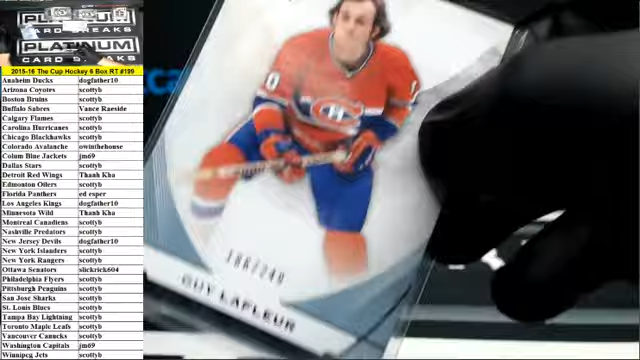 PLATINUM
CARD BREAKS
PLATINUM
CARD BREAKS
2015-16 The Cup Hockey 6 Box RT #199
Anaheim Ducks dogfather10
Arizona Coyotes scottyb
Boston Bruins scottyb
Buffalo Sabres Vance Raeside
Calgary Flames scottyb
Carolina Hurricanes scottyb
Chicago Blackhawks scottyb
Colorado Avalanche owinthehouse
Colum Blue Jackets jm69
Dallas Stars scottyb
Detroit Red Wings Thanh Kha
Edmonton Oilers scottyb
Florida Panthers ed esper
Los Angeles Kings dogfather10
Minnesota Wild Thanh Kha
Montreal Canadiens scottyb
Nashville Predators scottyb
New Jersey Devils dogfather10
New York Islanders scottyb
New York Rangers scottyb
Ottawa Senators slickrick604
Philadelphia Flyers scottyb
Pittsburgh Penguins scottyb
San Jose Sharks scottyb
St. Louis Blues scottyb
Tampa Bay Lightning scottyb
Toronto Maple Leafs scottyb
Vancouver Canucks scottyb
Washington Capitals jm69
Winnipeg Jets scottyb
GUY LAFLEUR